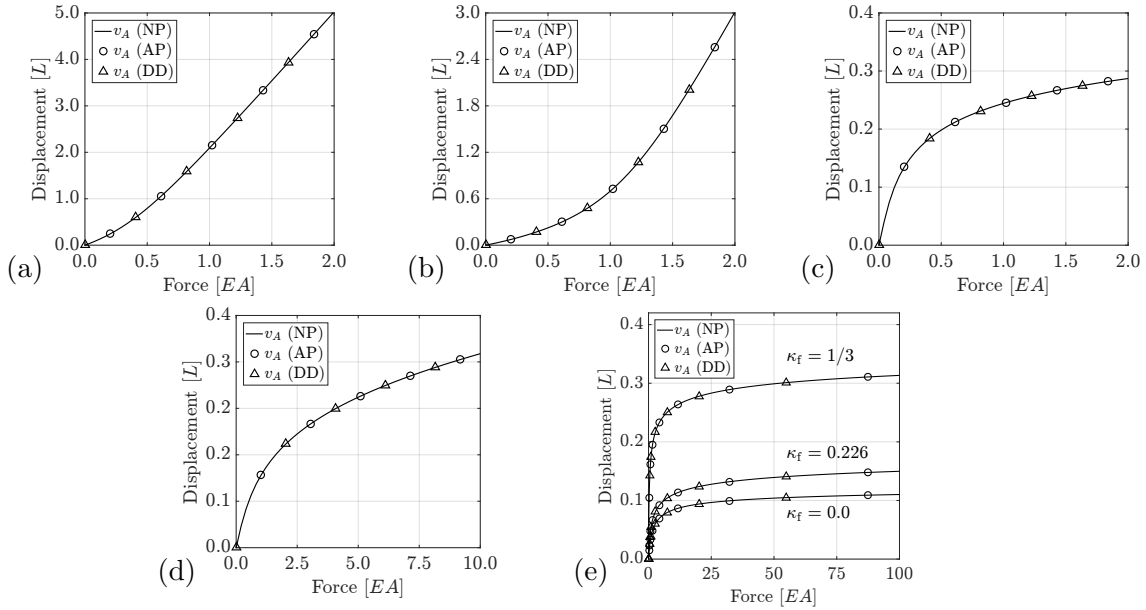 5.0
4.0
3.0
2.0
1.0
0.0
Displacement [L]
v_A (NP)
v_A (AP)
v_A (DD)
0.0 0.5 1.0 1.5 2.0
Force [EA]
(a)
3.0
2.4
1.8
1.2
0.6
0.0
Displacement [L]
v_A (NP)
v_A (AP)
v_A (DD)
0.0 0.5 1.0 1.5 2.0
Force [EA]
(b)
0.4
0.3
0.2
0.1
0.0
Displacement [L]
v_A (NP)
v_A (AP)
v_A (DD)
0.0 0.5 1.0 1.5 2.0
Force [EA]
(c)
0.4
0.3
0.2
0.2
0.1
0.0
Displacement [L]
v_A (NP)
v_A (AP)
v_A (DD)
0.0 2.5 5.0 7.5 10.0
Force [EA]
(d)
0.4
0.3
0.2
0.1
0.0
Displacement [L]
v_A (NP)
v_A (AP)
v_A (DD)
κ_f = 1/3
κ_f = 0.226
κ_f = 0.0
0 25 50 75 100
Force [EA]
(e)